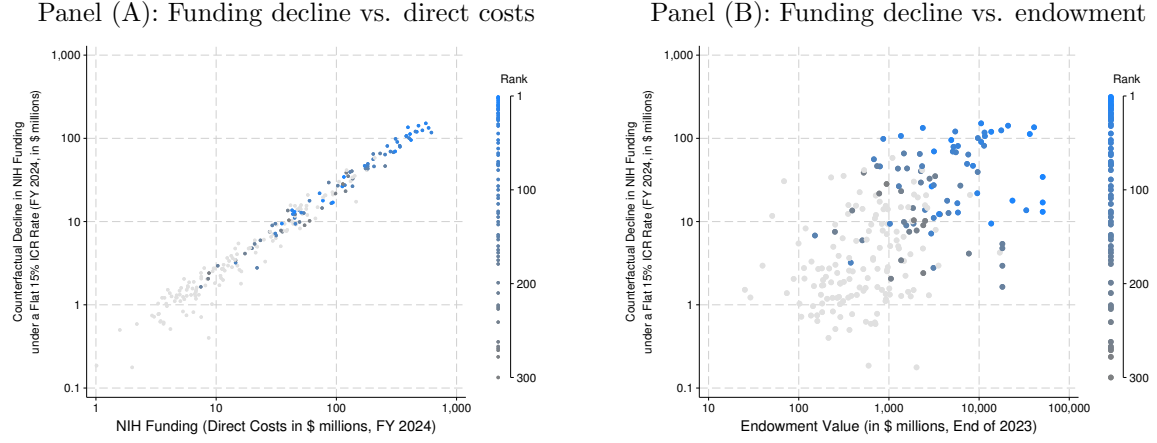 Panel (A): Funding decline vs. direct costs
Counterfactual Decline in NIH Funding
under a Flat 15% ICR Rate (FY 2024, in $ millions)
1,000
100
10
1
0.1
1
10
100
1,000
NIH Funding (Direct Costs in $ millions, FY 2024)
Rank
1
100
200
300
Panel (B): Funding decline vs. endowment
Counterfactual Decline in NIH Funding
under a Flat 15% ICR Rate (FY 2024, in $ millions)
1,000
100
10
1
0.1
10
100
1,000
10,000
100,000
Endowment Value (in $ millions, End of 2023)
Rank
1
100
200
300